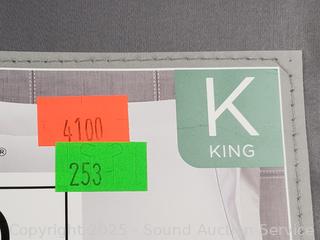 K
KING
4100
®
253
Copyright 2025 - Sound Auction Service